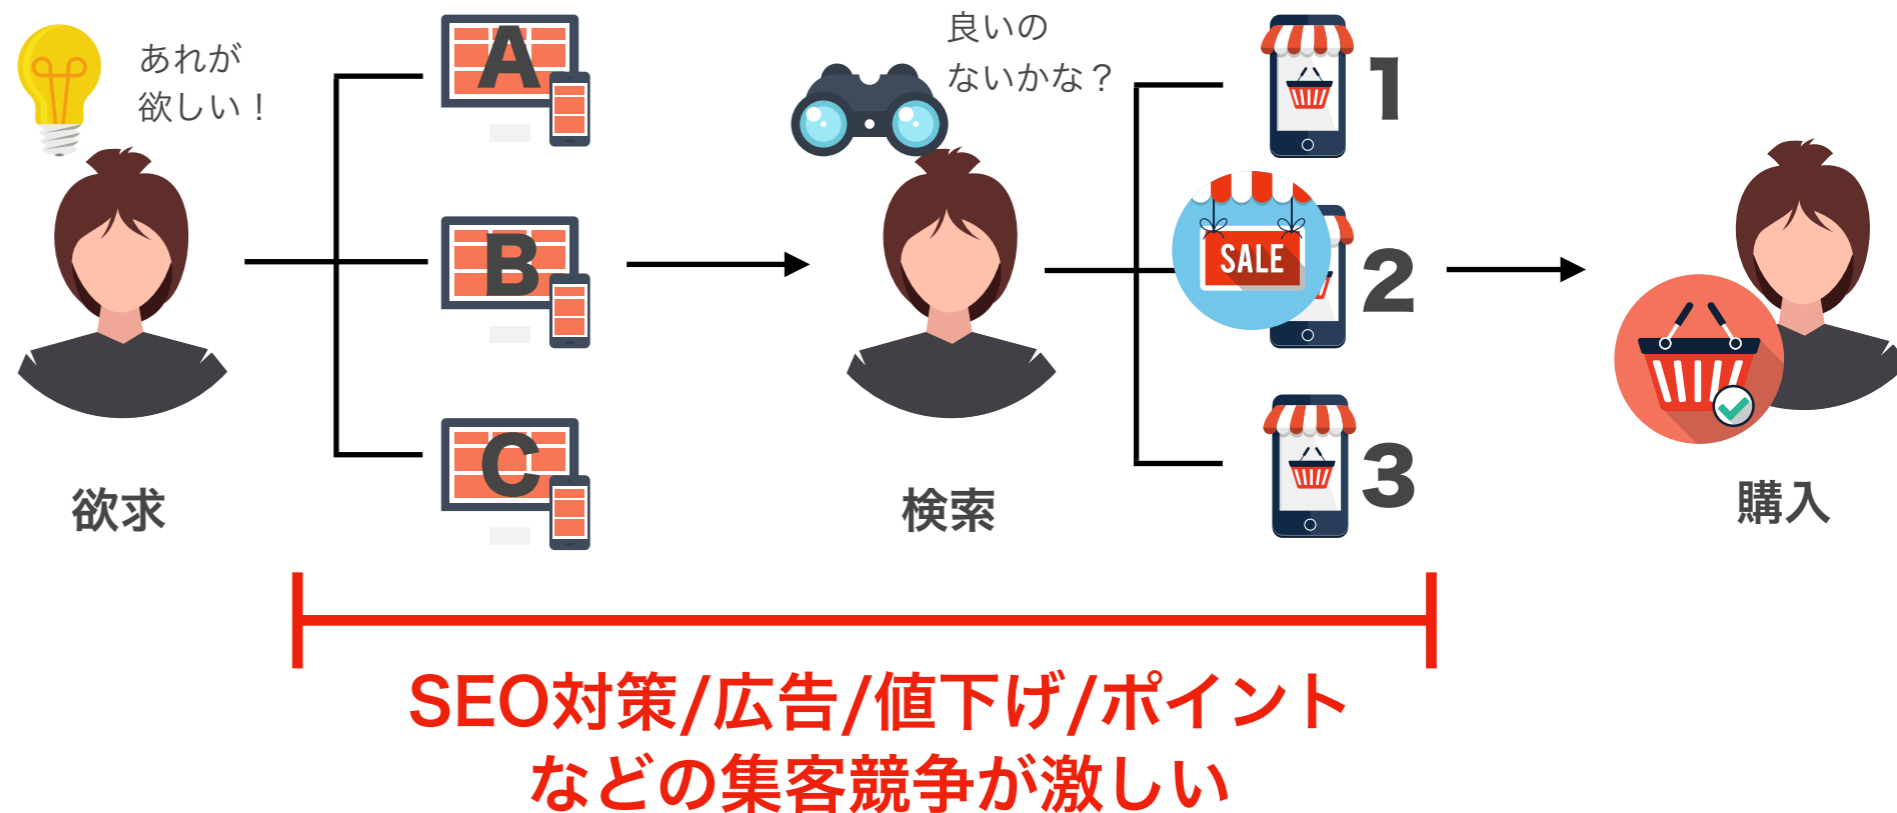 あれが
欲しい！
A
B
C
欲求
良いの
ないかな？
検索
1
SALE
2
3
購入
SEO対策/広告/値下げ/ポイント
などの集客競争が激しい